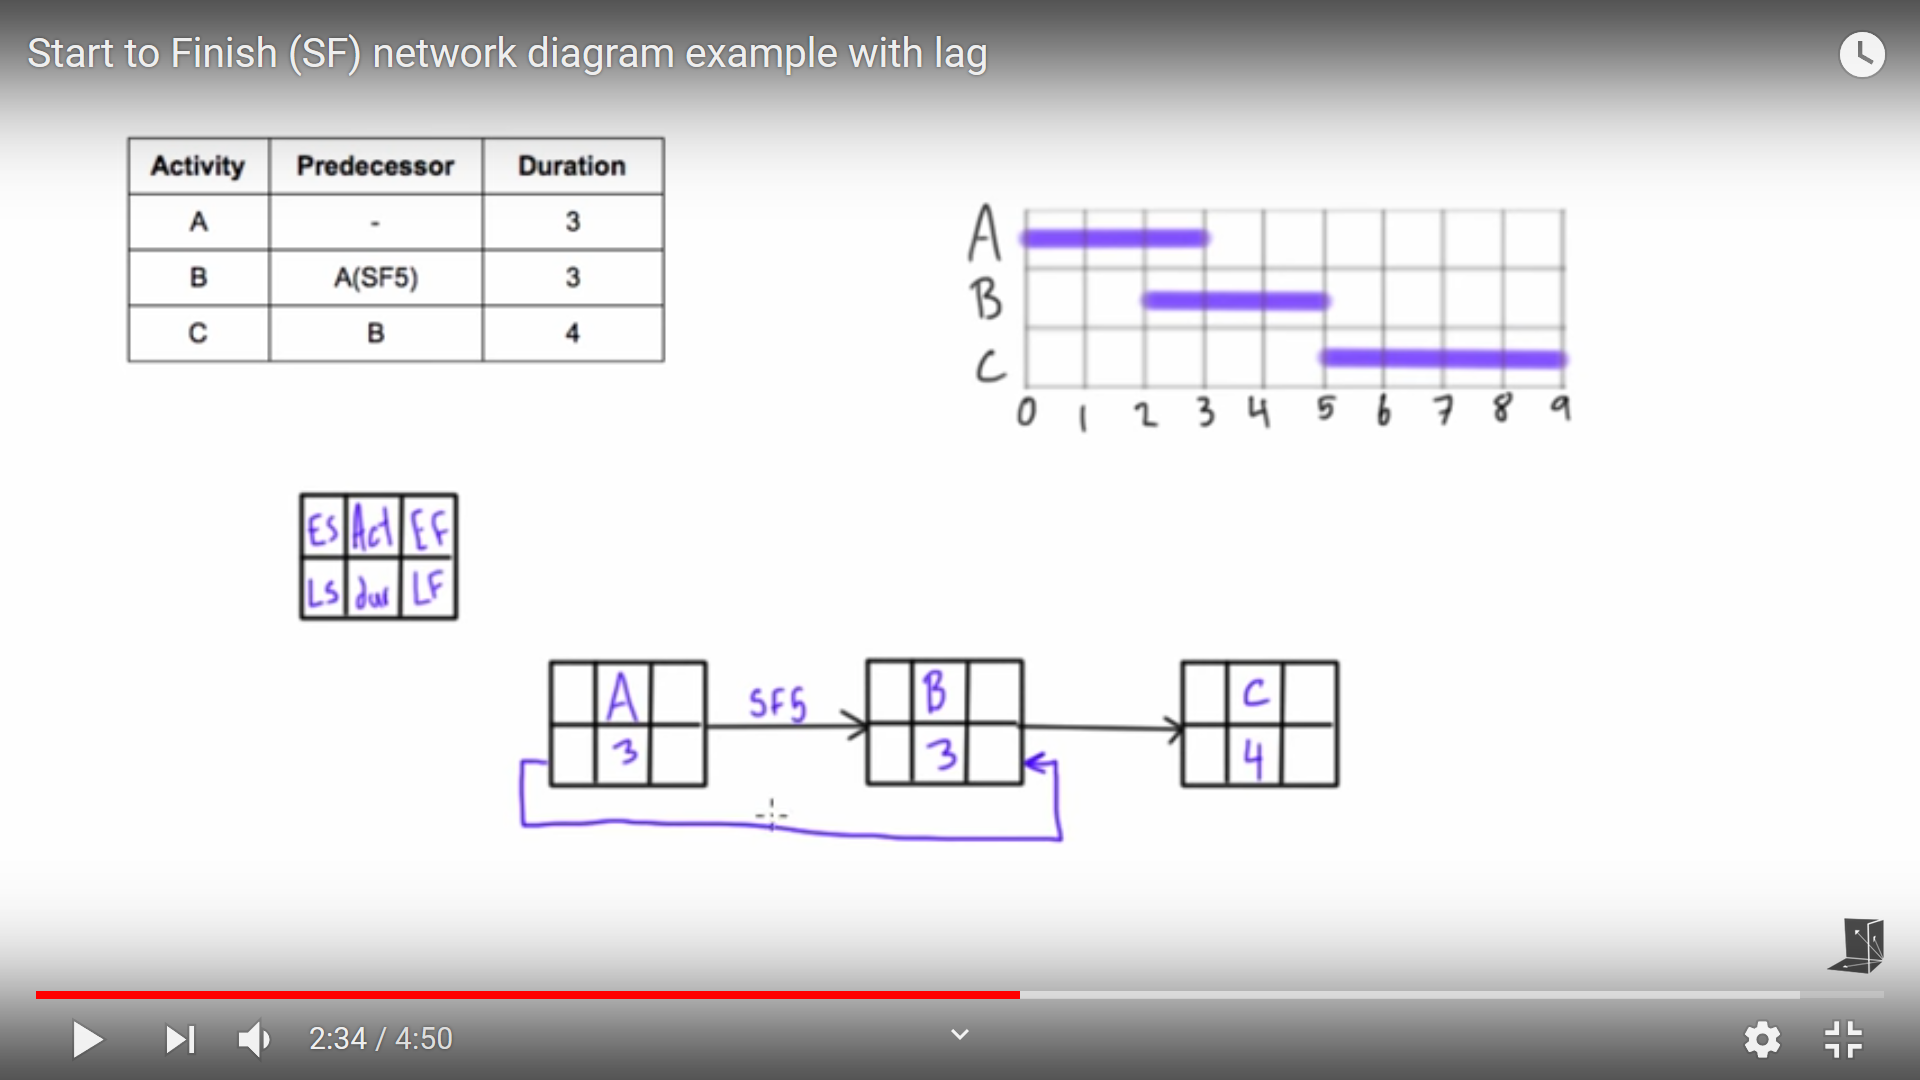 Start to Finish (SF) network diagram example with lag
Activity Predecessor Duration
A - 3
B A(SF5) 3
C B 4
A
B
C
0 1 2 3 4 5 6 7 8 9
Es Act EF
Ls dur LF
A SF5 B C
3 3 4
2:34 / 4:50